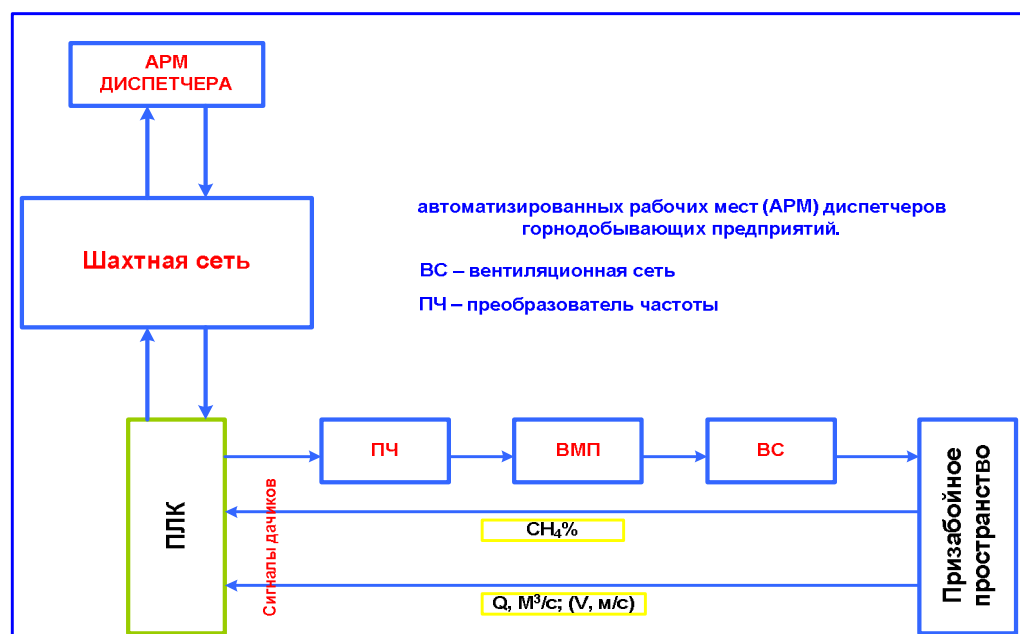 АРМ
ДИСПЕТЧЕРА
Шахтная сеть
автоматизированных рабочих мест (АРМ) диспетчеров
горнодобывающих предприятий.
ВС – вентиляционная сеть
ПЧ – преобразователь частоты
ПЛК
Сигналы дачиков
ПЧ
ВМП
ВС
CH₄%
Q, М³/с; (V, м/с)
Призабойное
пространство